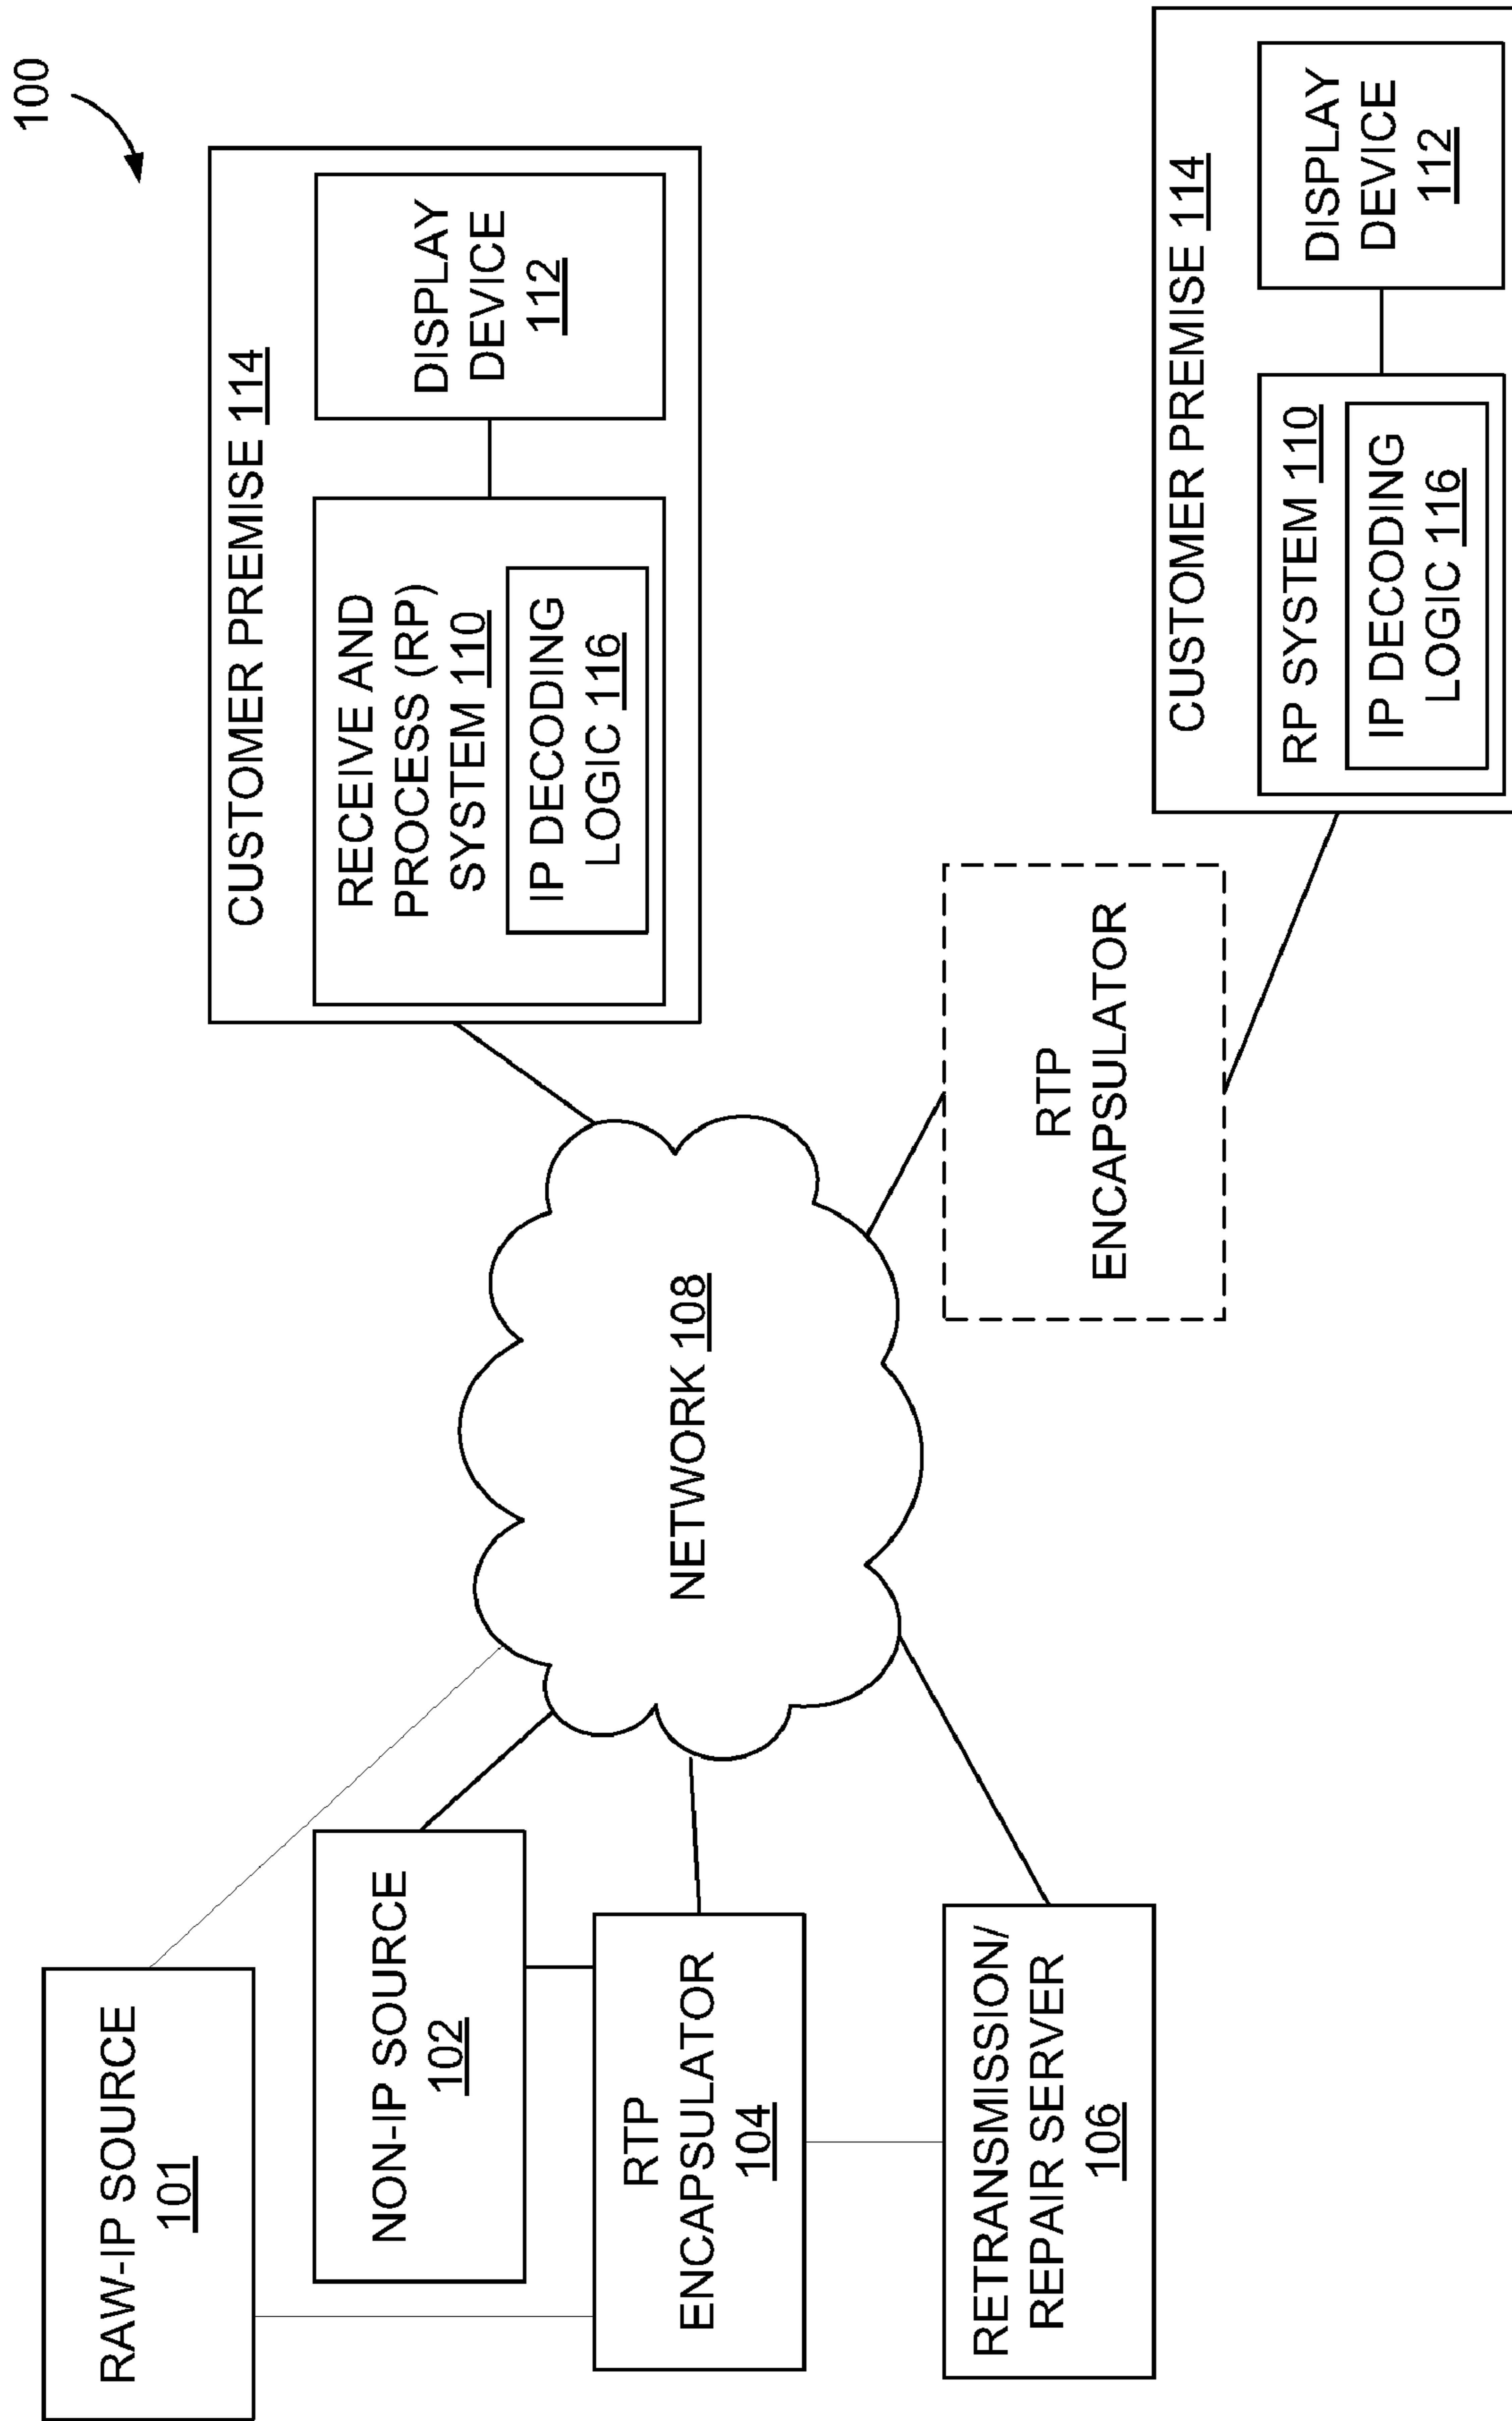 100
RAW-IP SOURCE
101
NON-IP SOURCE
102
RTP
ENCAPSULATOR
104
RETRANSMISSION/
REPAIR SERVER
106
NETWORK 108
CUSTOMER PREMISE 114
RECEIVE AND
PROCESS (RP)
SYSTEM 110
IP DECODING
LOGIC 116
DISPLAY
DEVICE
112
RTP
ENCAPSULATOR
CUSTOMER PREMISE 114
RP SYSTEM 110
IP DECODING
LOGIC 116
DISPLAY
DEVICE
112